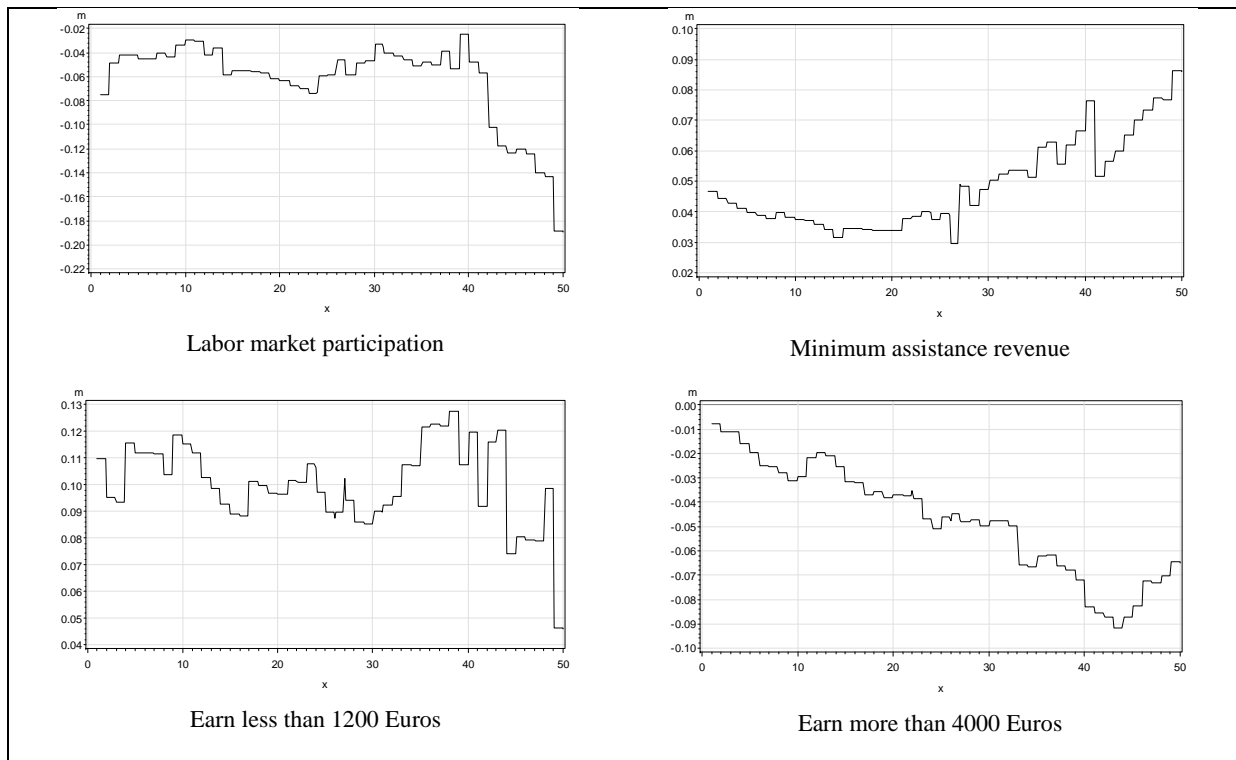 m
-0.02
-0.04
-0.06
-0.08
-0.10
-0.12
-0.14
-0.16
-0.18
-0.20
-0.22
0 10 20 30 40 50
x
Labor market participation
m
0.10
0.09
0.08
0.07
0.06
0.05
0.04
0.03
0.02
0 10 20 30 40 50
x
Minimum assistance revenue
m
0.13
0.12
0.11
0.10
0.09
0.08
0.07
0.06
0.05
0.04
0 10 20 30 40 50
x
Earn less than 1200 Euros
m
0.00
-0.01
-0.02
-0.03
-0.04
-0.05
-0.06
-0.07
-0.08
-0.09
-0.10
0 10 20 30 40 50
x
Earn more than 4000 Euros